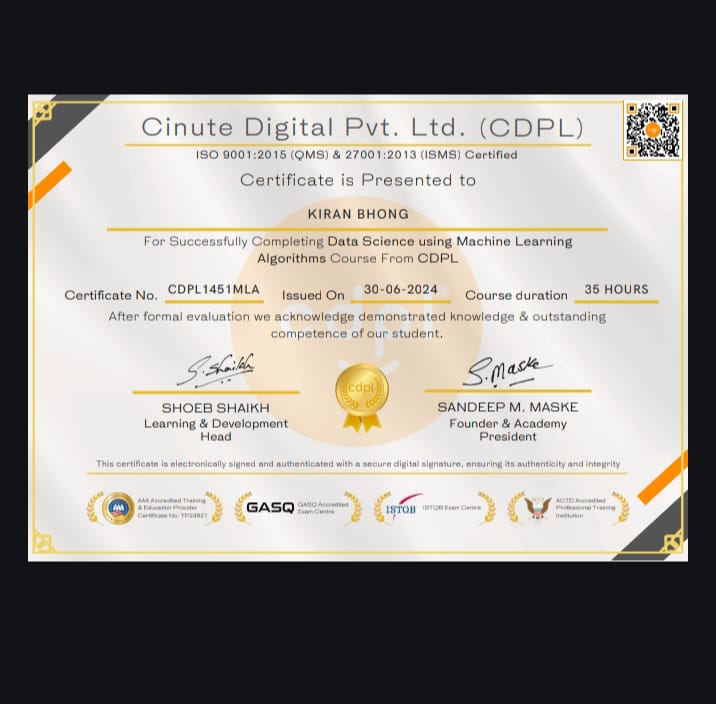 Cinute Digital Pvt. Ltd. (CDPL)
ISO 9001:2015 (QMS) & 27001:2013 (ISMS) Certified
Certificate is Presented to
KIRAN BHONG
For Successfully Completing Data Science using Machine Learning
Algorithms Course From CDPL
Certificate No. CDPL1451MLA Issued On 30-06-2024 Course duration 35 HOURS
After formal evaluation we acknowledge demonstrated knowledge & outstanding
competence of our student.
cdpl
S. Shaikh
S. Maske
cdpl
SHOEB SHAIKH
Learning & Development
Head
SANDEEP M. MASKE
Founder & Academy
President
This certificate is electronically signed and authenticated with a secure digital signature, ensuring its authenticity and integrity
AAA Accredited Training
& Education Provider
Certificate No: TP24821
GASQ
GASQ Accredited
Exam Centre
ISTQB
ISTQB Exam Centre
ACTD Accredited
Professional Training
Institution